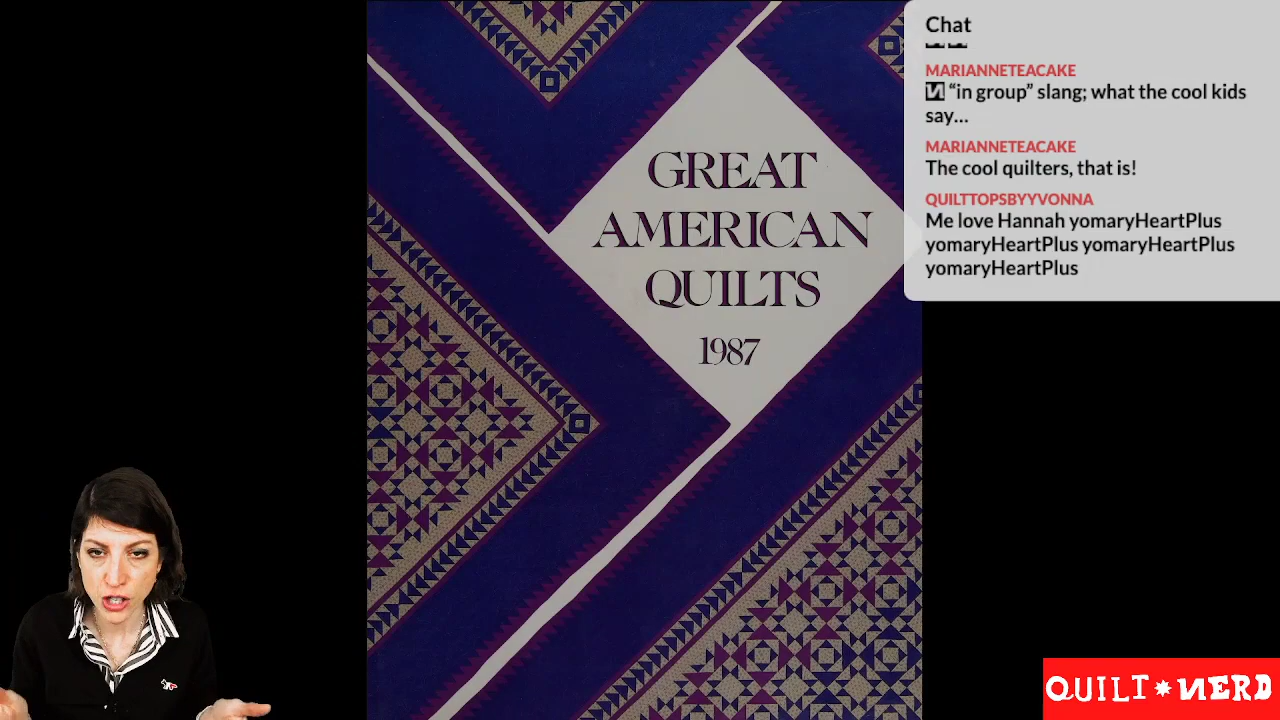 GREAT
AMERICAN
QUILTS
1987
Chat
MARIANNETEACAKE
“in group” slang; what the cool kids
say...
MARIANNETEACAKE
The cool quilters, that is!
QUILTTOPSBYYVONNA
Me love Hannah yomaryHeartPlus
yomaryHeartPlus yomaryHeartPlus
yomaryHeartPlus
QUILT*NERD